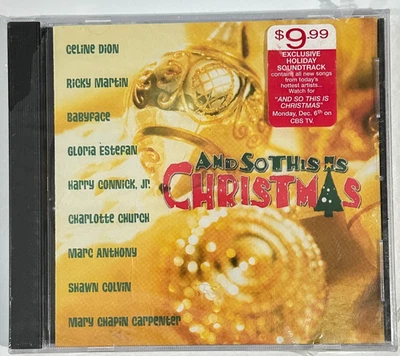 Celine Dion
Ricky Martin
Babyface
Gloria Estefan
Harry Connick, Jr.
Charlotte Church
Marc Anthony
Shawn Colvin
Mary Chapin Carpenter
$9.99
EXCLUSIVE
HOLIDAY
SOUNDTRACK
contains all new songs
from today's
hottest artists...
Watch for
"AND SO THIS IS
CHRISTMAS"
Monday, Dec. 6th on
CBS TV.
AND SO THIS IS
CHRISTMAS